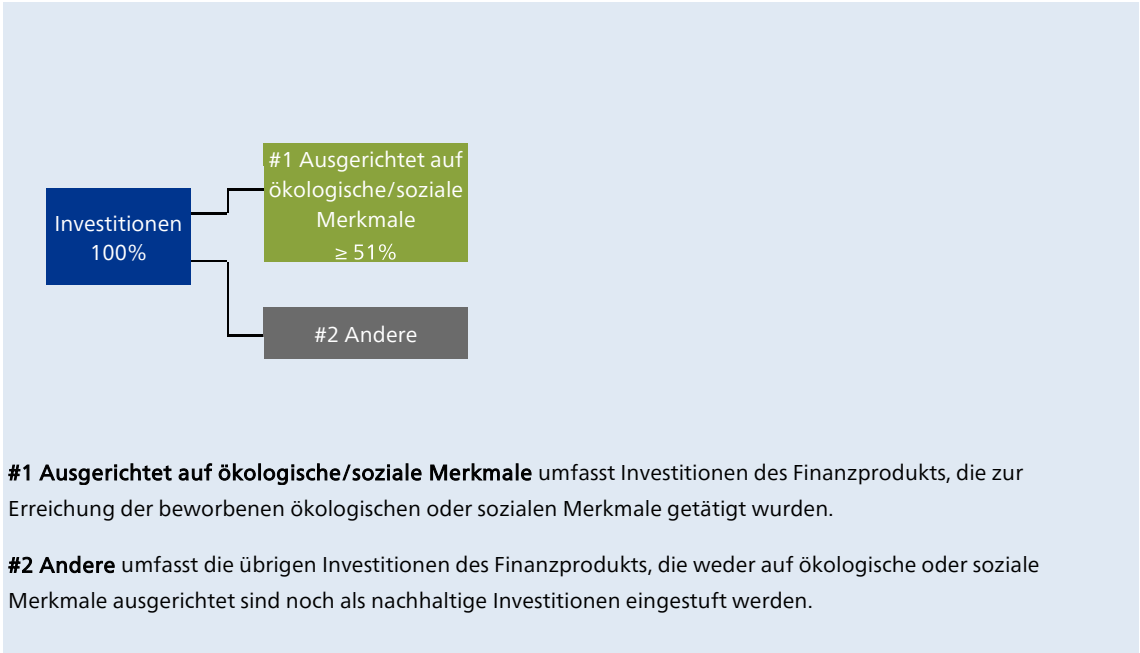 #1 Ausgerichtet auf
ökologische/soziale
Merkmale
≥ 51%
Investitionen
100%
#2 Andere
#1 Ausgerichtet auf ökologische/soziale Merkmale umfasst Investitionen des Finanzprodukts, die zur
Erreichung der beworbenen ökologischen oder sozialen Merkmale getätigt wurden.
#2 Andere umfasst die übrigen Investitionen des Finanzprodukts, die weder auf ökologische oder soziale
Merkmale ausgerichtet sind noch als nachhaltige Investitionen eingestuft werden.